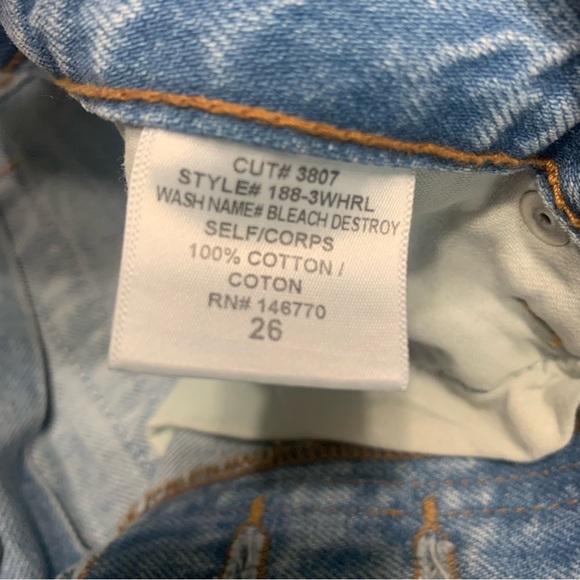 CUT# 3807
STYLE# 188-3WHRL
WASH NAME# BLEACH DESTROY
SELF/CORPS
100% COTTON /
COTON
RN# 146770
26